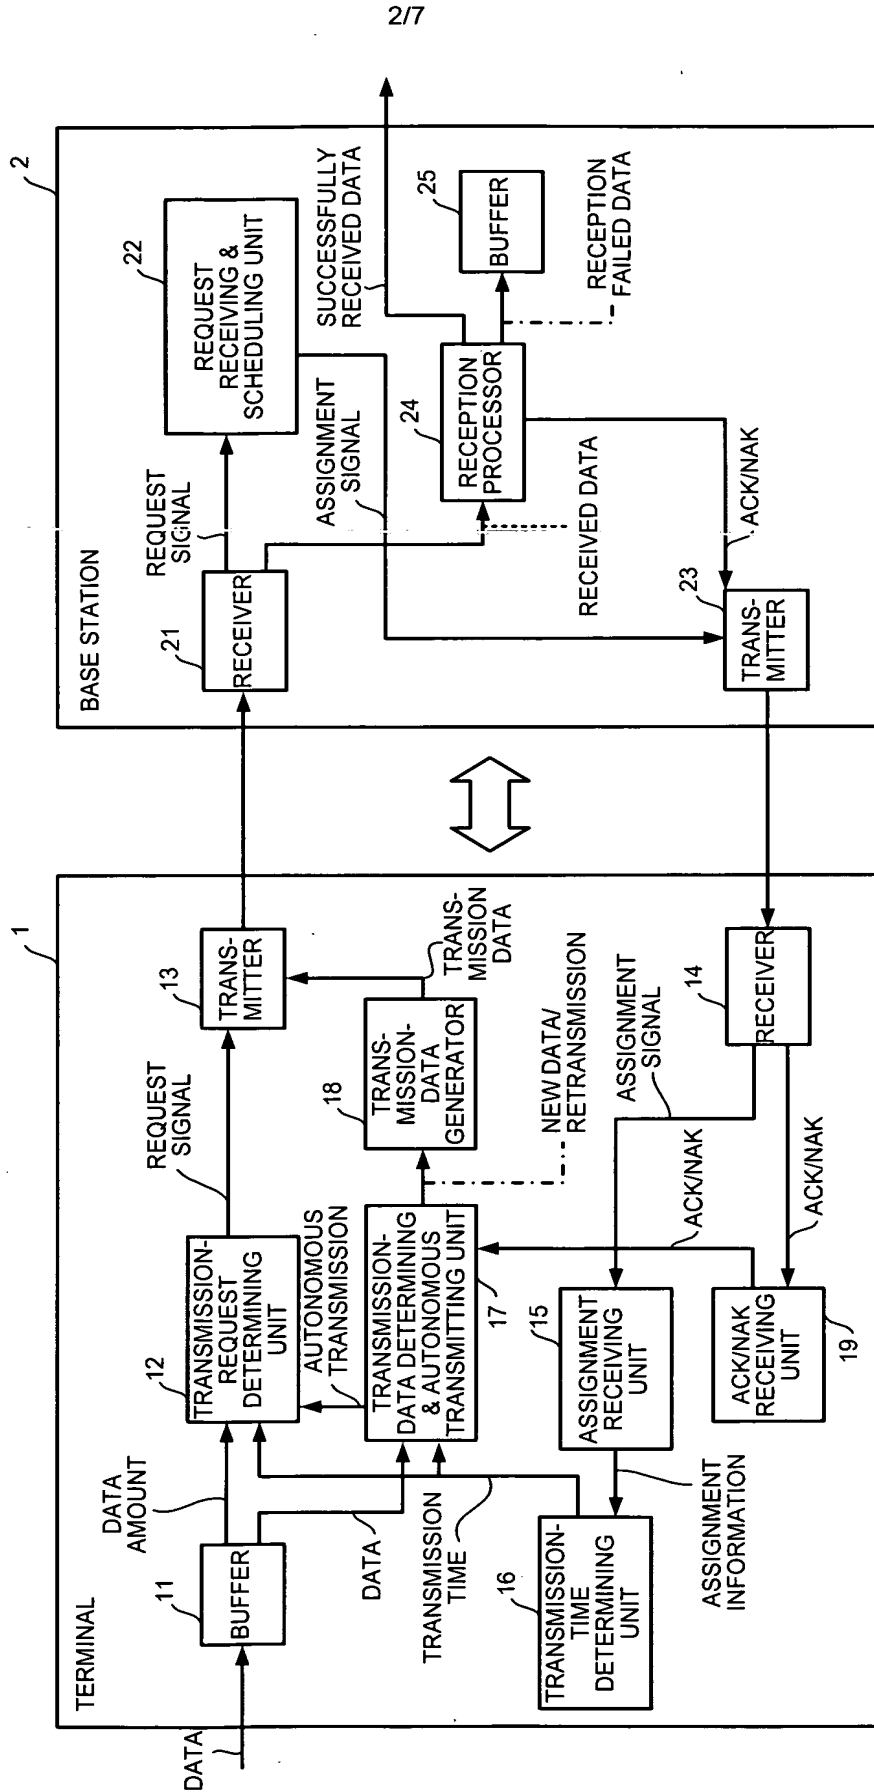 2/7
TERMINAL
1
DATA
11
BUFFER
DATA
AMOUNT
DATA
12
TRANSMISSION-
REQUEST
DETERMINING
UNIT
REQUEST
SIGNAL
13
TRANS-
MITTER
AUTONOMOUS
TRANSMISSION
TRANSMISSION-
DATA DETERMINING
& AUTONOMOUS
TRANSMITTING UNIT
17
18
TRANS-
MISSION-
DATA
GENERATOR
TRANS-
MISSION
DATA
NEW DATA/
RETRANSMISSION
TRANSMISSION
TIME
16
TRANSMISSION-
TIME
DETERMINING
UNIT
15
ASSIGNMENT
RECEIVING
UNIT
ASSIGNMENT
INFORMATION
ACK/NAK
ASSIGNMENT
SIGNAL
14
RECEIVER
ACK/NAK
ACK/NAK
RECEIVING
UNIT
19
BASE STATION
2
21
RECEIVER
REQUEST
SIGNAL
22
REQUEST
RECEIVING &
SCHEDULING UNIT
ASSIGNMENT
SIGNAL
SUCCESSFULLY
RECEIVED DATA
24
RECEPTION
PROCESSOR
25
BUFFER
RECEPTION
FAILED DATA
RECEIVED DATA
ACK/NAK
23
TRANS-
MITTER